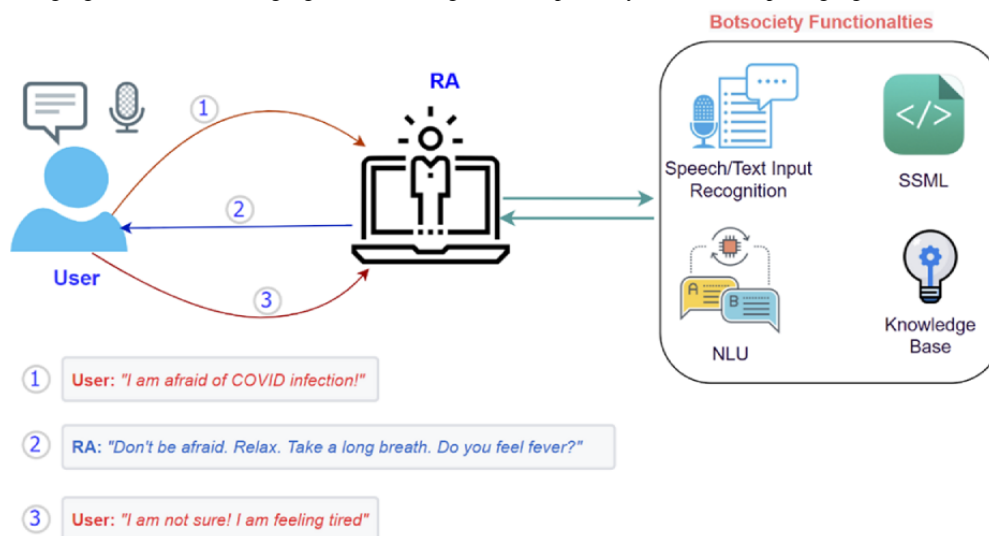 Botsociety Functionalties
RA
1
Speech/Text Input
Recognition
</>
SSML
2
User
3
A
B
NLU
Knowledge
Base
1 User: "I am afraid of COVID infection!"
2 RA: "Don't be afraid. Relax. Take a long breath. Do you feel fever?"
3 User: "I am not sure! I am feeling tired"